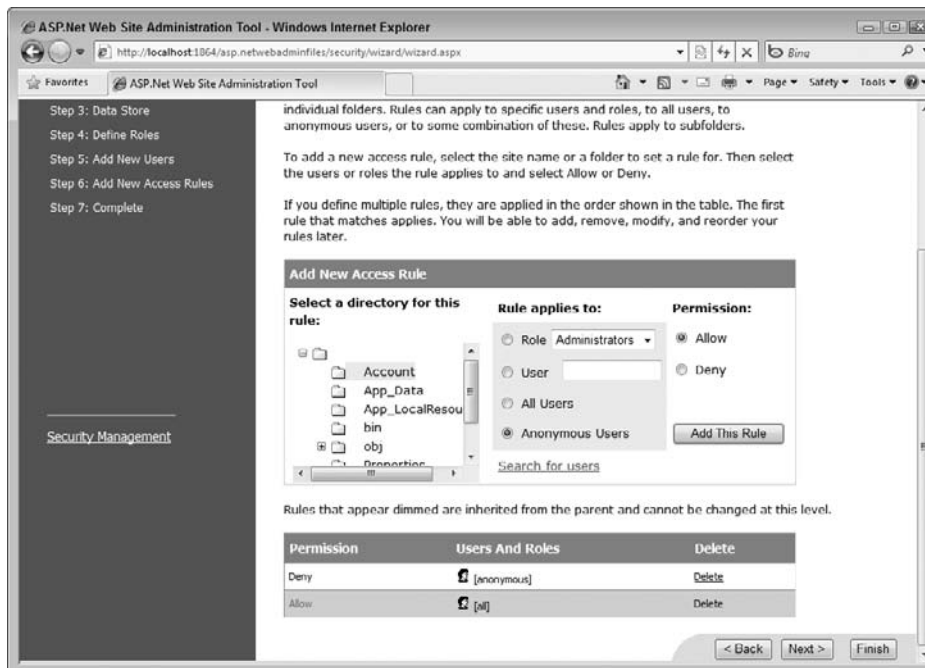 ASP.Net Web Site Administration Tool - Windows Internet Explorer
http://localhost:1864/asp.netwebadminfiles/security/wizard/wizard.aspx
Bing
Favorites
ASP.Net Web Site Administration Tool
Page
Safety
Tools
Step 3: Data Store
Step 4: Define Roles
Step 5: Add New Users
Step 6: Add New Access Rules
Step 7: Complete
Security Management
individual folders. Rules can apply to specific users and roles, to all users, to
anonymous users, or to some combination of these. Rules apply to subfolders.
To add a new access rule, select the site name or a folder to set a rule for. Then select
the users or roles the rule applies to and select Allow or Deny.
If you define multiple rules, they are applied in the order shown in the table. The first
rule that matches applies. You will be able to add, remove, modify, and reorder your
rules later.
Add New Access Rule
Select a directory for this
rule:
Account
App_Data
App_LocalResou
bin
obj
Properties
Rule applies to:
Role Administrators
User
All Users
Anonymous Users
Search for users
Permission:
Allow
Deny
Add This Rule
Rules that appear dimmed are inherited from the parent and cannot be changed at this level.
Permission Users And Roles Delete
Deny [anonymous] Delete
Allow [all] Delete
< Back Next > Finish